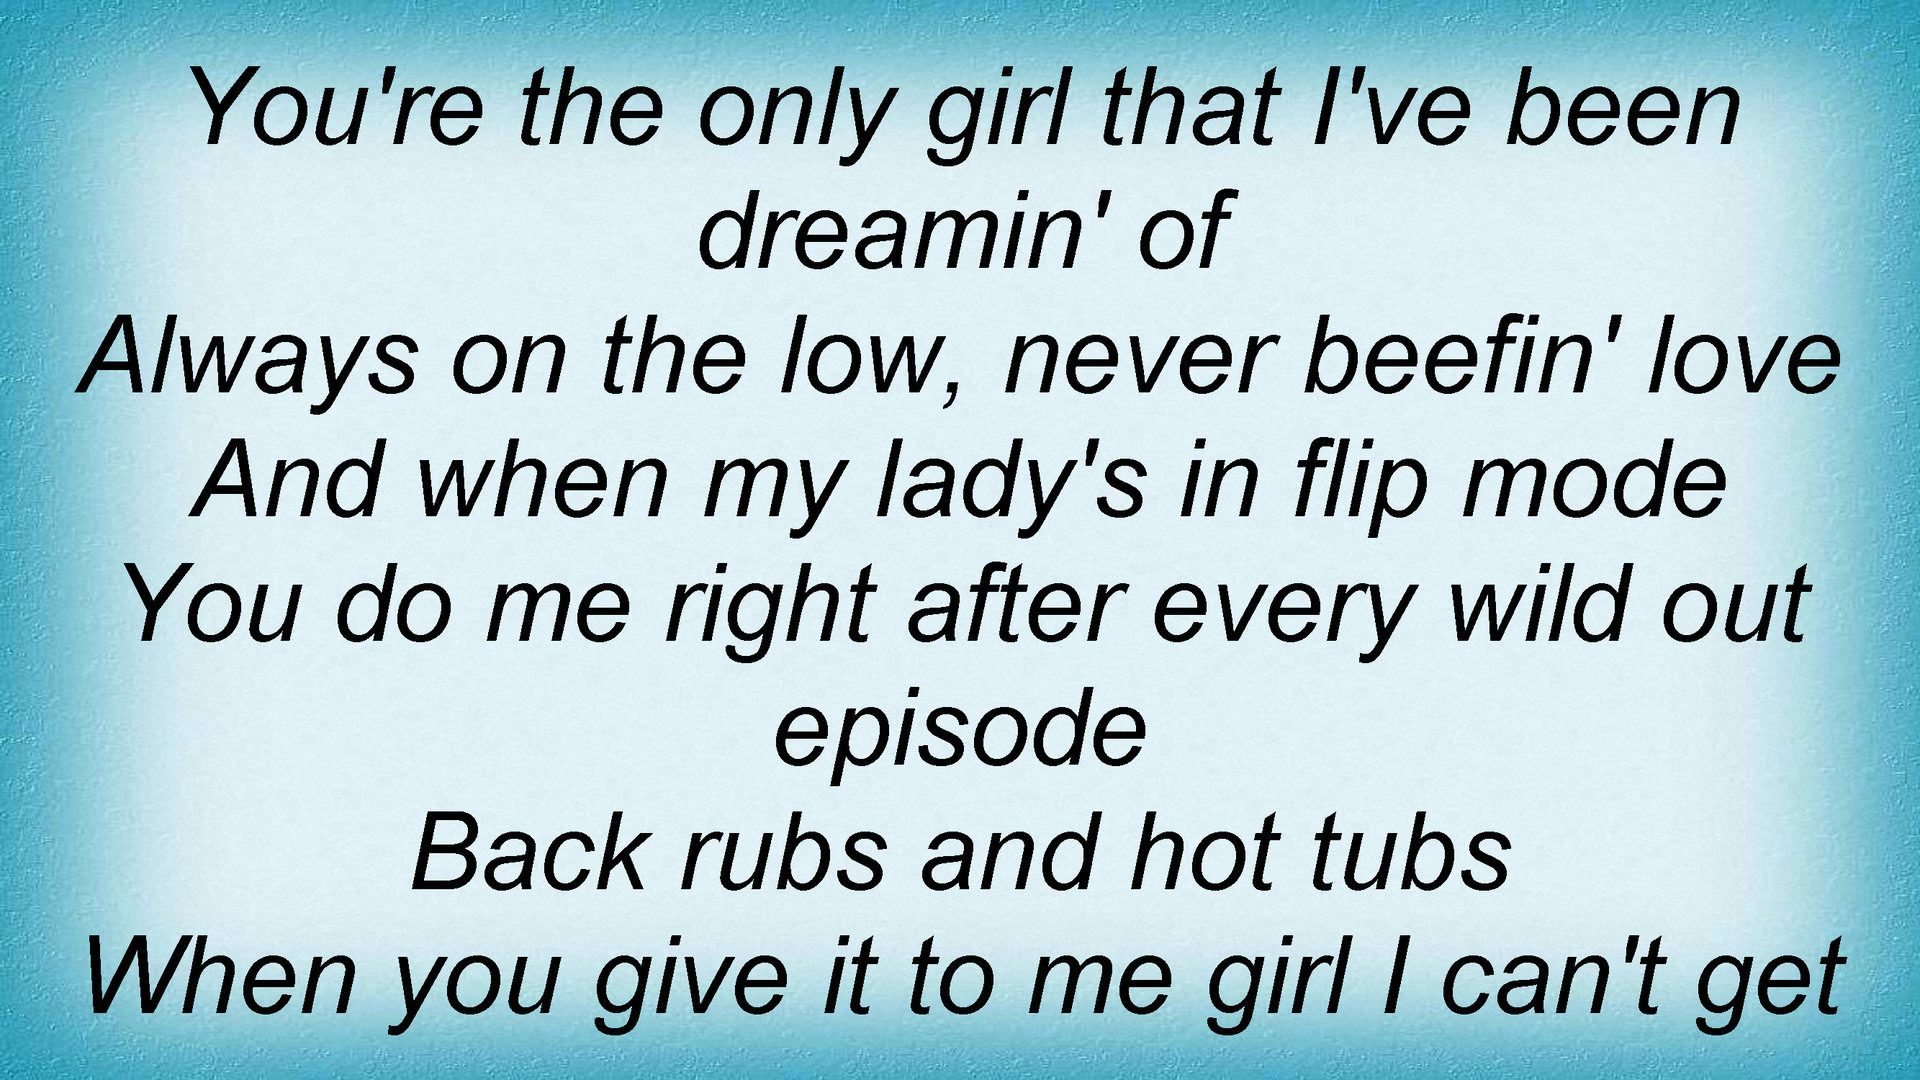 You're the only girl that I've been
dreamin' of
Always on the low, never beefin' love
And when my lady's in flip mode
You do me right after every wild out
episode
Back rubs and hot tubs
When you give it to me girl I can't get